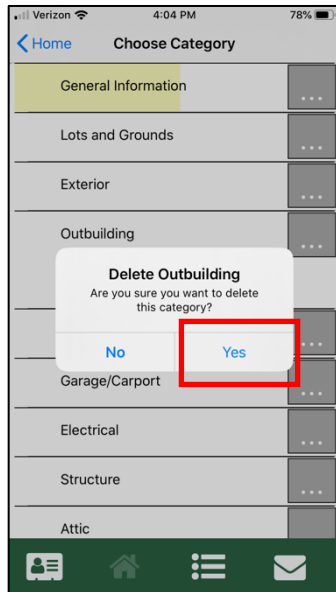 Verizon 4:04 PM 78%
Home Choose Category
General Information
...
Lots and Grounds
...
Exterior
...
Outbuilding
...
Delete Outbuilding
Are you sure you want to delete
this category?
No Yes
...
Garage/Carport
...
Electrical
...
Structure
...
Attic